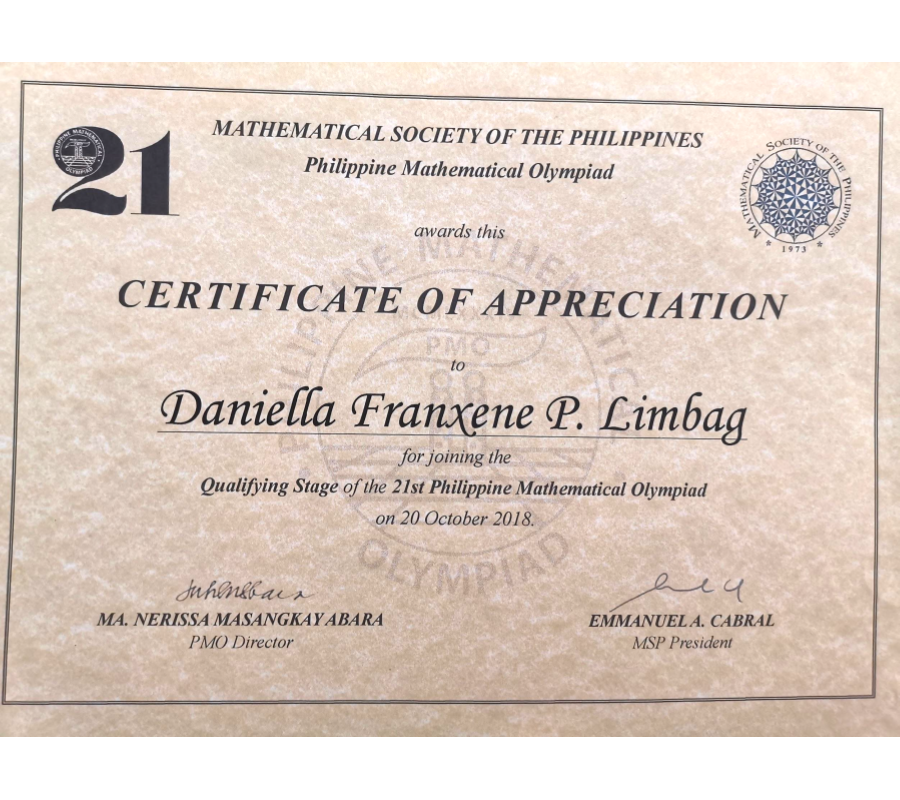 21
PHILIPPINE MATHEMATICAL OLYMPIAD
MATHEMATICAL SOCIETY OF THE PHILIPPINES
Philippine Mathematical Olympiad
MATHEMATICAL SOCIETY OF THE PHILIPPINES
* 1973 *
awards this
CERTIFICATE OF APPRECIATION
PHILIPPINE MATHEMATICAL OLYMPIAD
PMO
to
Daniella Franxene P. Limbag
for joining the
Qualifying Stage of the 21st Philippine Mathematical Olympiad
on 20 October 2018.
MA. NERISSA MASANGKAY ABARA
PMO Director
EMMANUEL A. CABRAL
MSP President